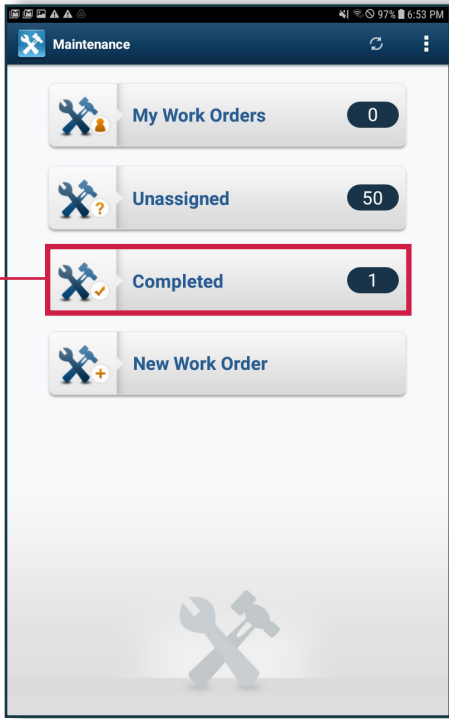 97% 6:53 PM
Maintenance
My Work Orders 0
Unassigned 50
?
Completed 1
New Work Order